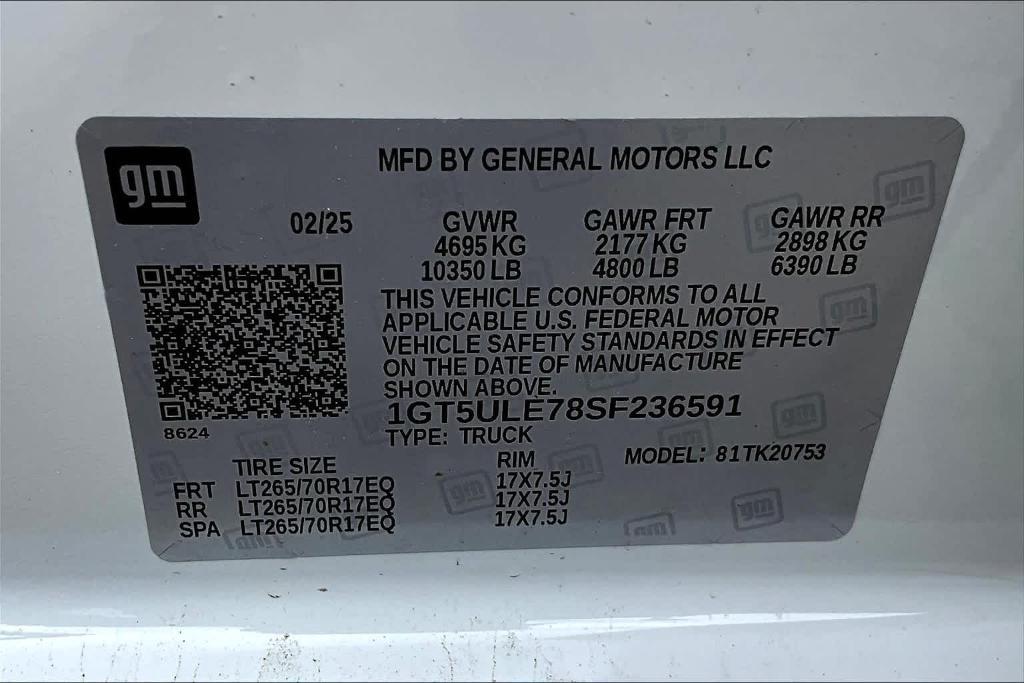 gm
MFD BY GENERAL MOTORS LLC
02/25 GVWR GAWR FRT GAWR RR
4695 KG 2177 KG 2898 KG
10350 LB 4800 LB 6390 LB
THIS VEHICLE CONFORMS TO ALL
APPLICABLE U.S. FEDERAL MOTOR
VEHICLE SAFETY STANDARDS IN EFFECT
ON THE DATE OF MANUFACTURE
SHOWN ABOVE.
1GT5ULE78SF236591
8624
TYPE: TRUCK MODEL: 81TK20753
TIRE SIZE RIM
FRT LT265/70R17EQ 17X7.5J
RR LT265/70R17EQ 17X7.5J
SPA LT265/70R17EQ 17X7.5J